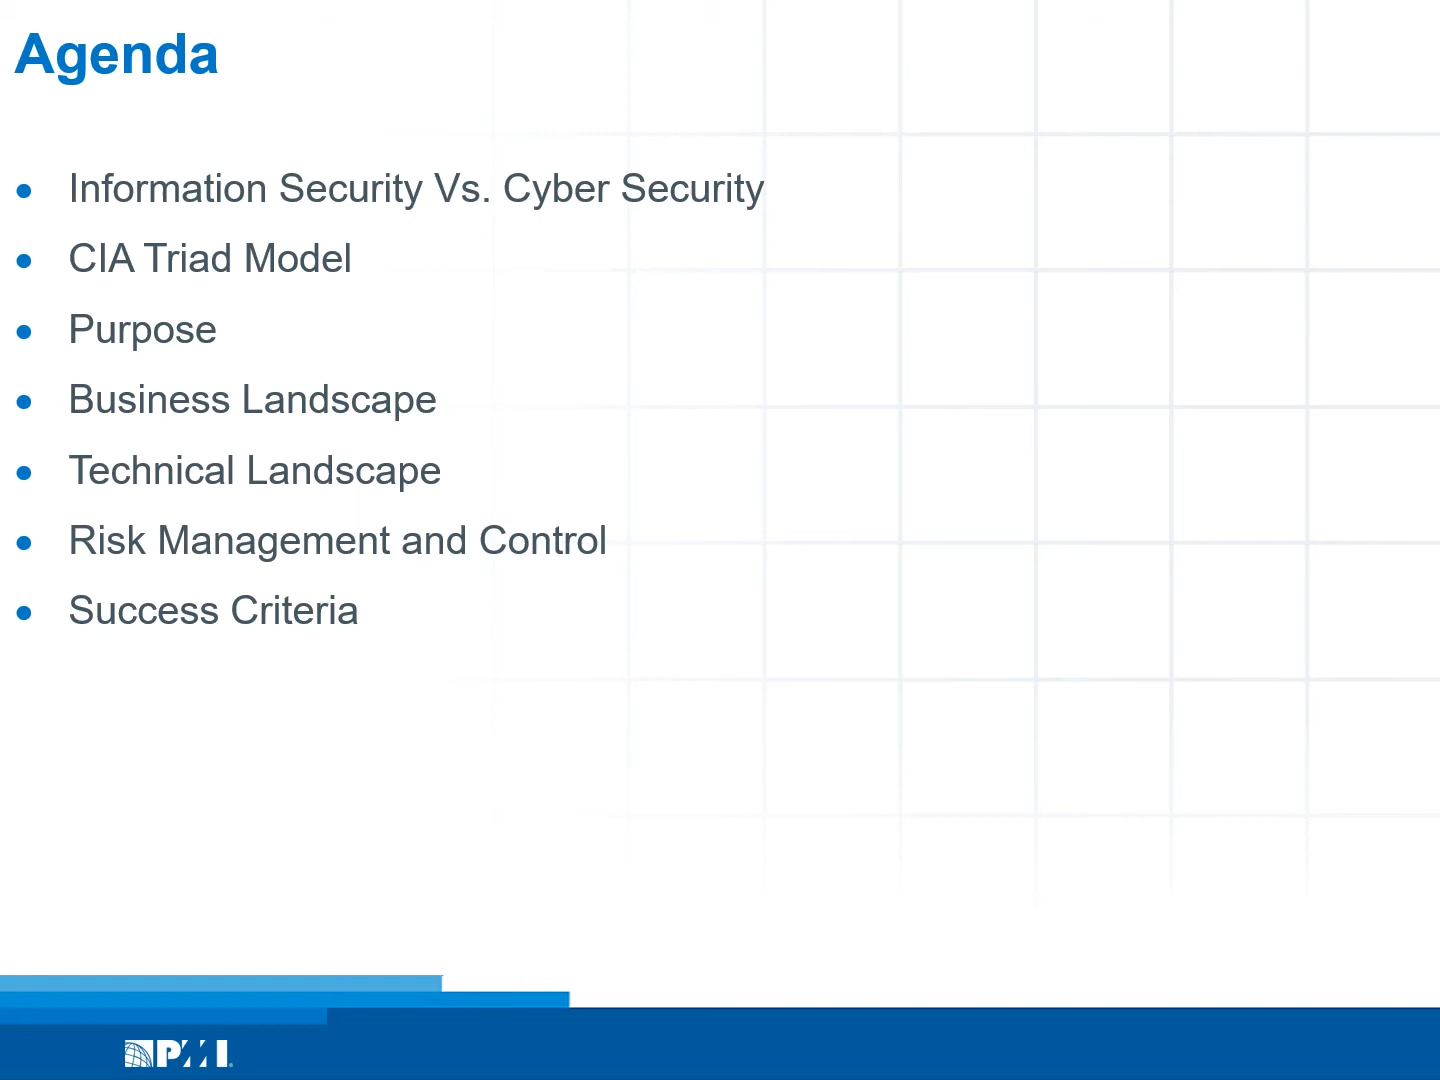 Agenda
• Information Security Vs. Cyber Security
• CIA Triad Model
• Purpose
• Business Landscape
• Technical Landscape
• Risk Management and Control
• Success Criteria
PMI